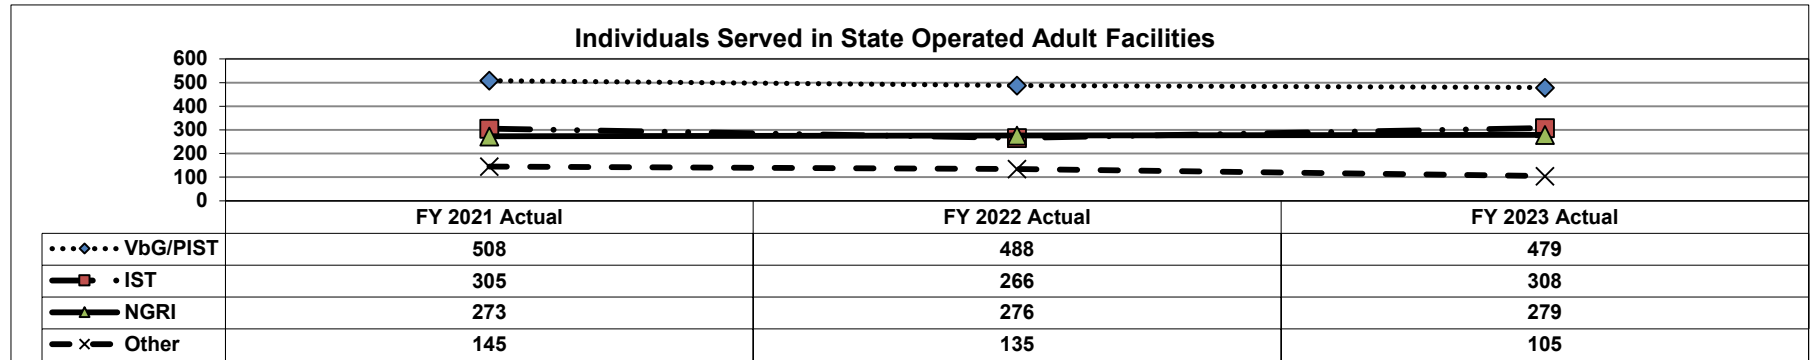 Individuals Served in State Operated Adult Facilities
600
500
400
300
200
100
0
FY 2021 Actual FY 2022 Actual FY 2023 Actual
VbG/PIST 508 488 479
IST 305 266 308
NGRI 273 276 279
Other 145 135 105